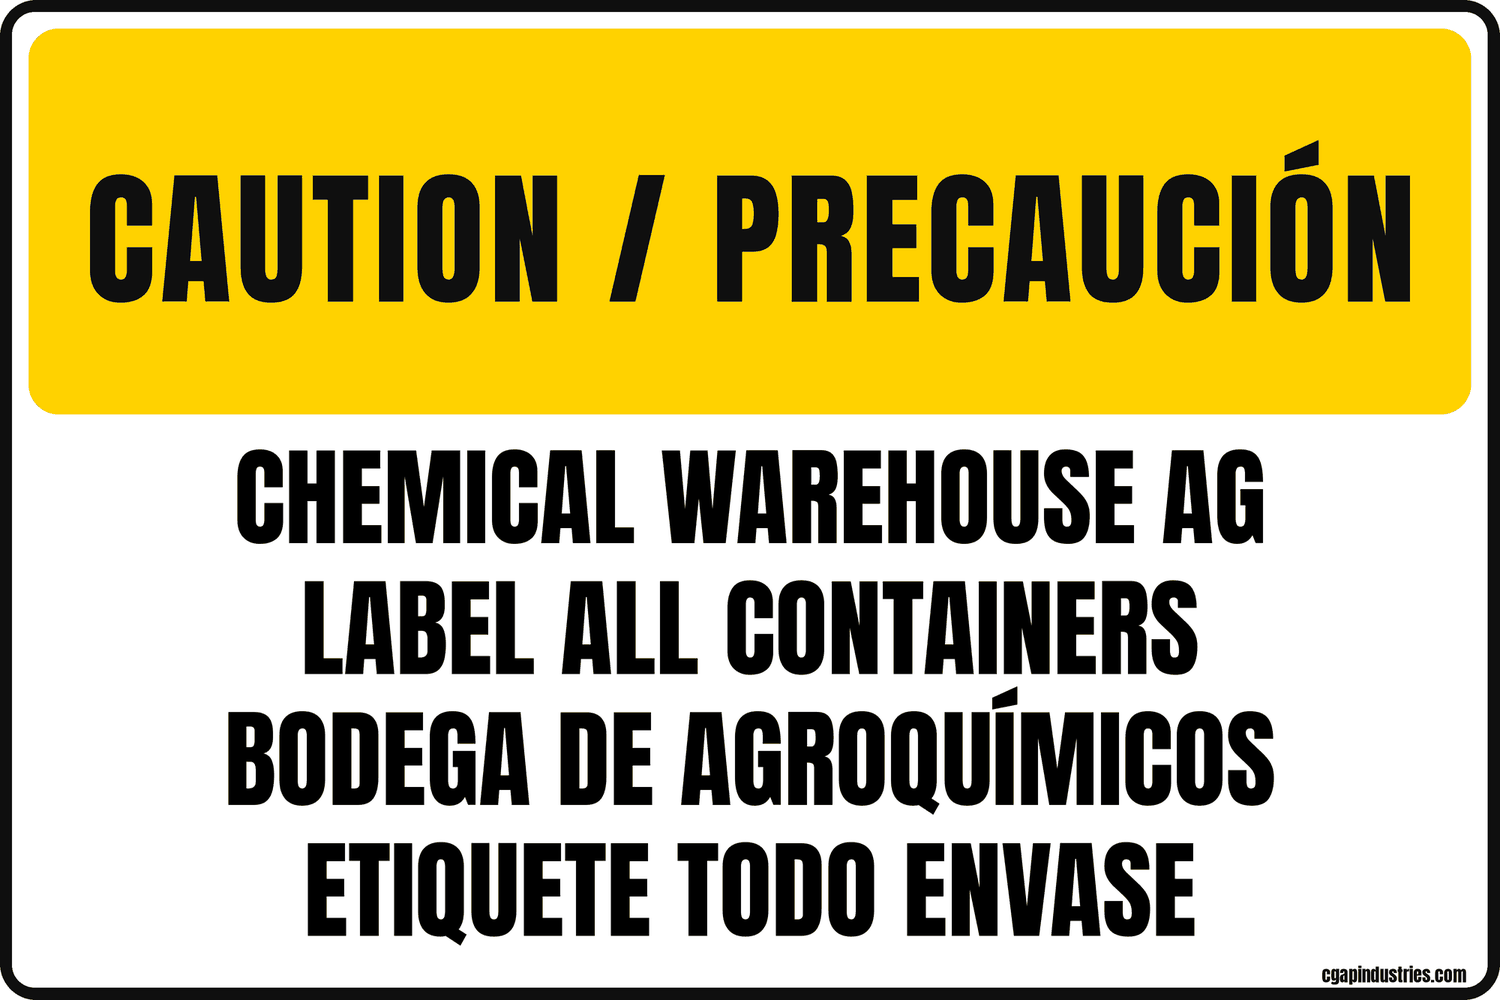 CAUTION / PRECAUCIÓN
CHEMICAL WAREHOUSE AG
LABEL ALL CONTAINERS
BODEGA DE AGROQUÍMICOS
ETIQUETE TODO ENVASE
cgapindustries.com